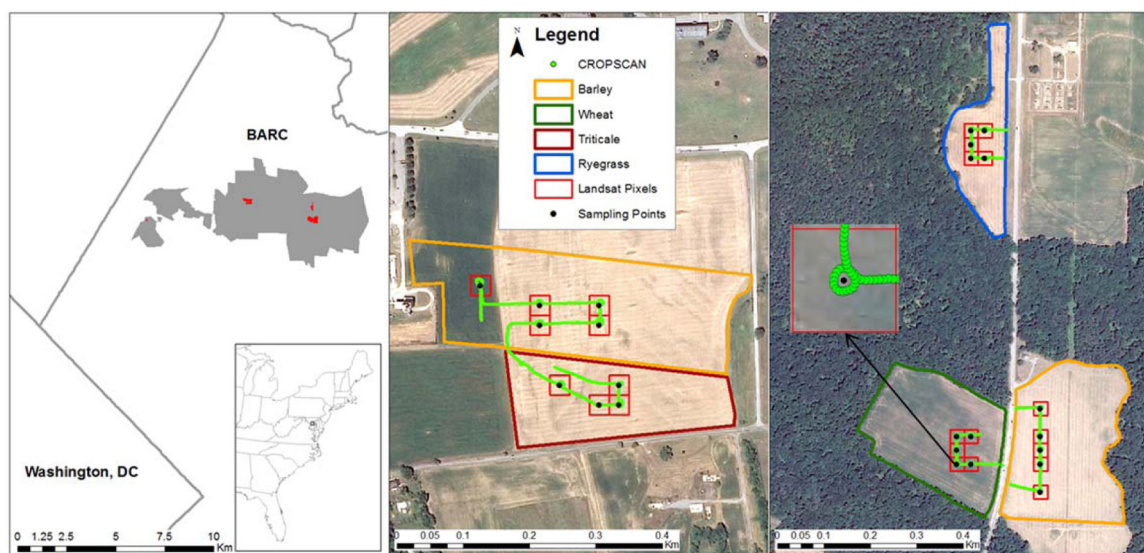 BARC
Washington, DC
0 1.25 2.5 5 7.5 10
Km
N
Legend
CROPSCAN
Barley
Wheat
Triticale
Ryegrass
Landsat Pixels
Sampling Points
0 0.05 0.1 0.2 0.3 0.4
Km
0 0.05 0.1 0.2 0.3 0.4
Km